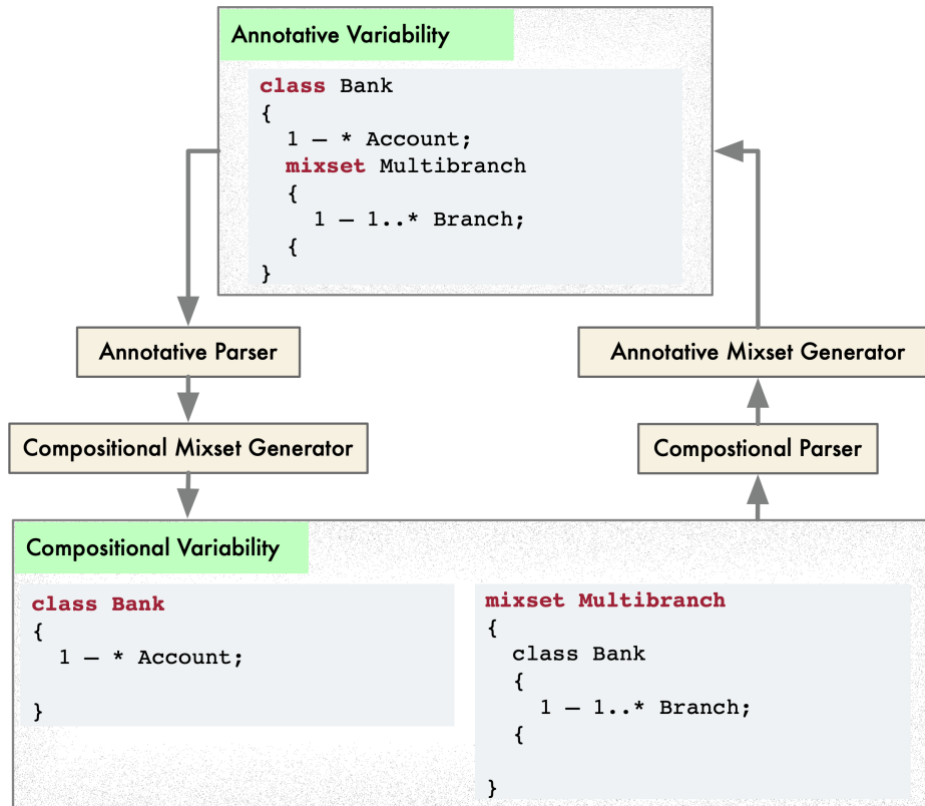 Annotative Variability
class Bank
{
1 – * Account;
mixset Multibranch
{
1 – 1..* Branch;
{
}
Annotative Parser
Annotative Mixset Generator
Compositional Mixset Generator
Compostional Parser
Compositional Variability
class Bank
{
1 – * Account;
}
mixset Multibranch
{
class Bank
{
1 – 1..* Branch;
{
}